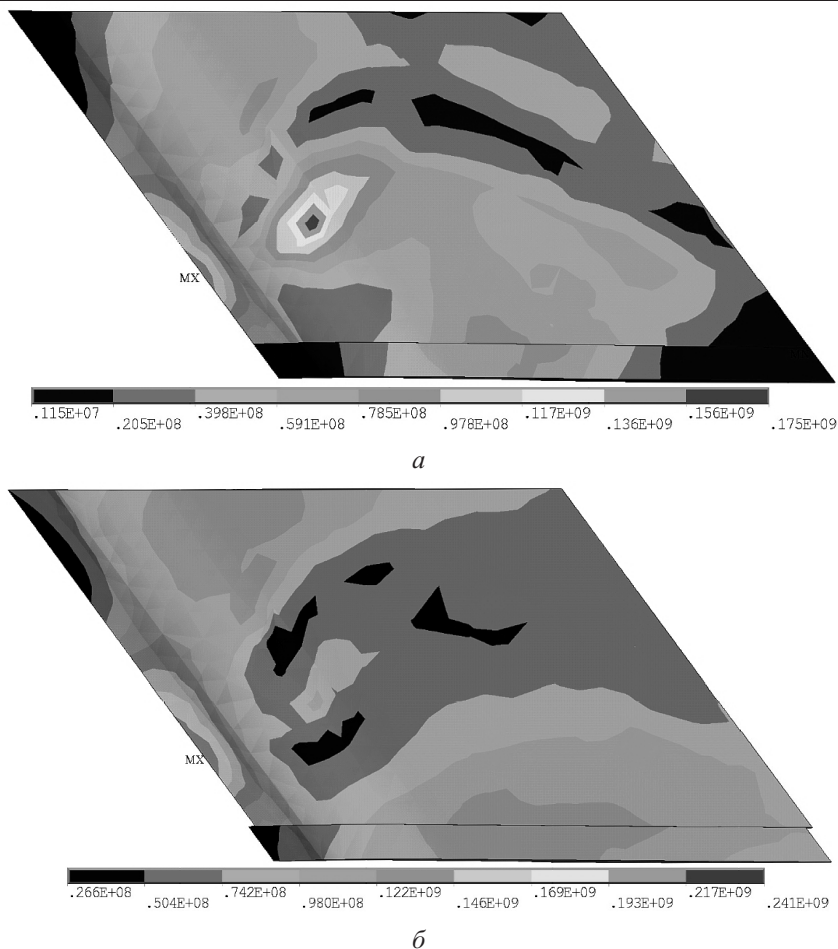 MX
.115E+07 .398E+08 .785E+08 .117E+09 .156E+09
.205E+08 .591E+08 .978E+08 .136E+09 .175E+09
а
MX
.266E+08 .742E+08 .122E+09 .169E+09 .217E+09
.504E+08 .980E+08 .146E+09 .193E+09 .241E+09
б